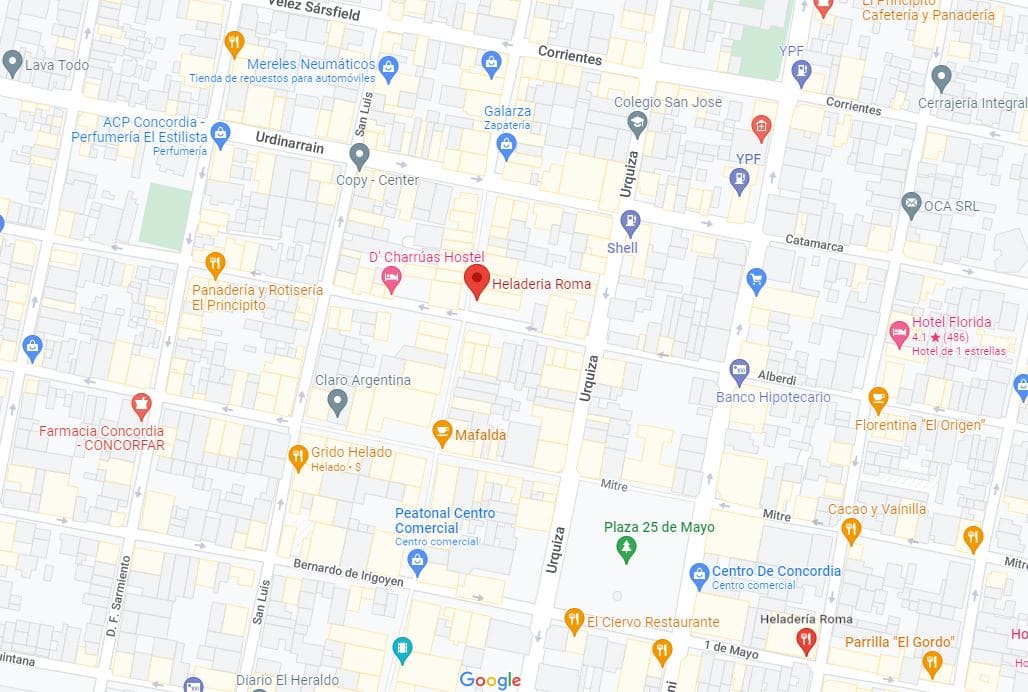 Vélez Sársfield
El Principito
Cafetería y Panadería
Corrientes
YPF
Lava Todo
Mereles Neumáticos
Tienda de repuestos para automóviles
Cerrajería Integral
Corrientes
San Luis
Galarza
Zapatería
Colegio San Jose
ACP Concordia -
Perfumería El Estilista
Perfumería
Urdinarrain
YPF
Copy - Center
Urquiza
OCA SRL
Shell
Catamarca
D' Charrúas Hostel
Heladeria Roma
Panadería y Rotisería
El Principito
Hotel Florida
4.1 ★ (486)
Hotel de 1 estrellas
Urquiza
Alberdi
Claro Argentina
Banco Hipotecario
Florentina "El Origen"
Farmacia Concordia
- CONCORFAR
Mafalda
Grido Helado
Helado • $
Mitre
Peatonal Centro
Comercial
Centro comercial
Plaza 25 de Mayo
Mitre
Cacao y Vainilla
Urquiza
Mitre
Bernardo de Irigoyen
Centro De Concordia
Centro comercial
D. F. Sarmiento
San Luis
El Ciervo Restaurante
Heladería Roma
1 de Mayo
Parrilla "El Gordo"
Ho
Ho
uintana
Diario El Heraldo
Google
ni